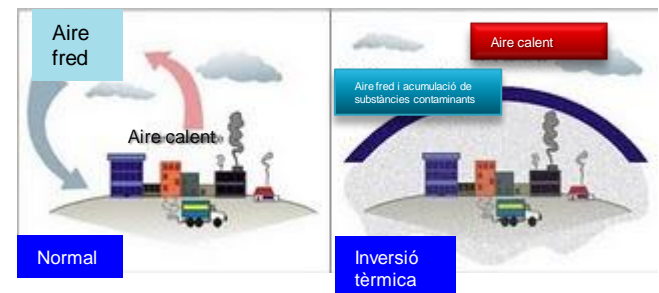 Aire
fred
Aire calent
Normal
Aire calent
Aire fred i acumulació de
substàncies contaminants
Inversió
tèrmica